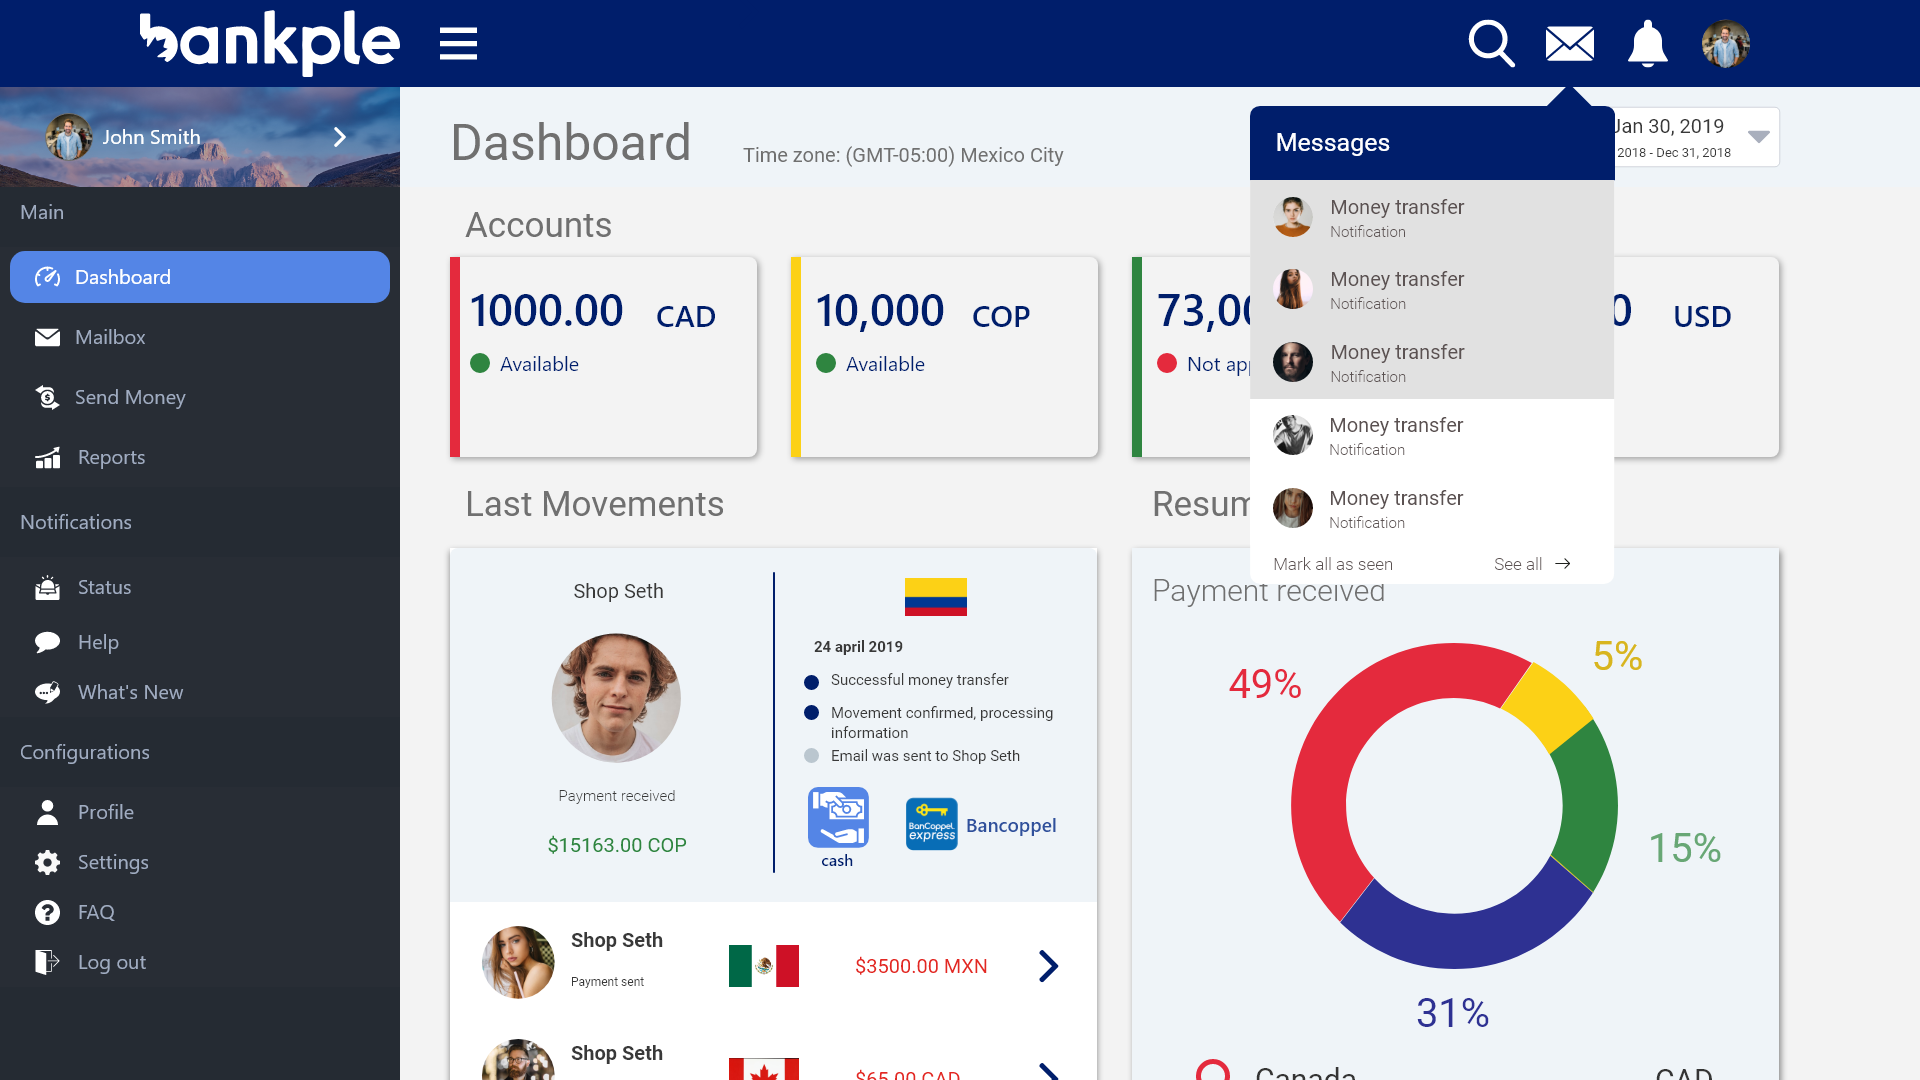 bankple
John Smith
Main
Dashboard
Mailbox
Send Money
Reports
Notifications
Status
Help
What's New
Configurations
Profile
Settings
FAQ
Log out
Dashboard
Time zone: (GMT-05:00) Mexico City
Jan 30, 2019
2018 - Dec 31, 2018
Messages
Money transfer
Notification
Money transfer
Notification
Money transfer
Notification
Money transfer
Notification
Money transfer
Notification
Mark all as seen
See all
Accounts
1000.00 CAD
Available
10,000 COP
Available
73,00
Not app
0 USD
Last Movements
Shop Seth
Payment received
$15163.00 COP
24 april 2019
Successful money transfer
Movement confirmed, processing
information
Email was sent to Shop Seth
cash
BanCoppel
express
Bancoppel
Shop Seth
Payment sent
$3500.00 MXN
Shop Seth
$65.00 CAD
Resum
Payment received
49%
5%
15%
31%
Canada
CAD